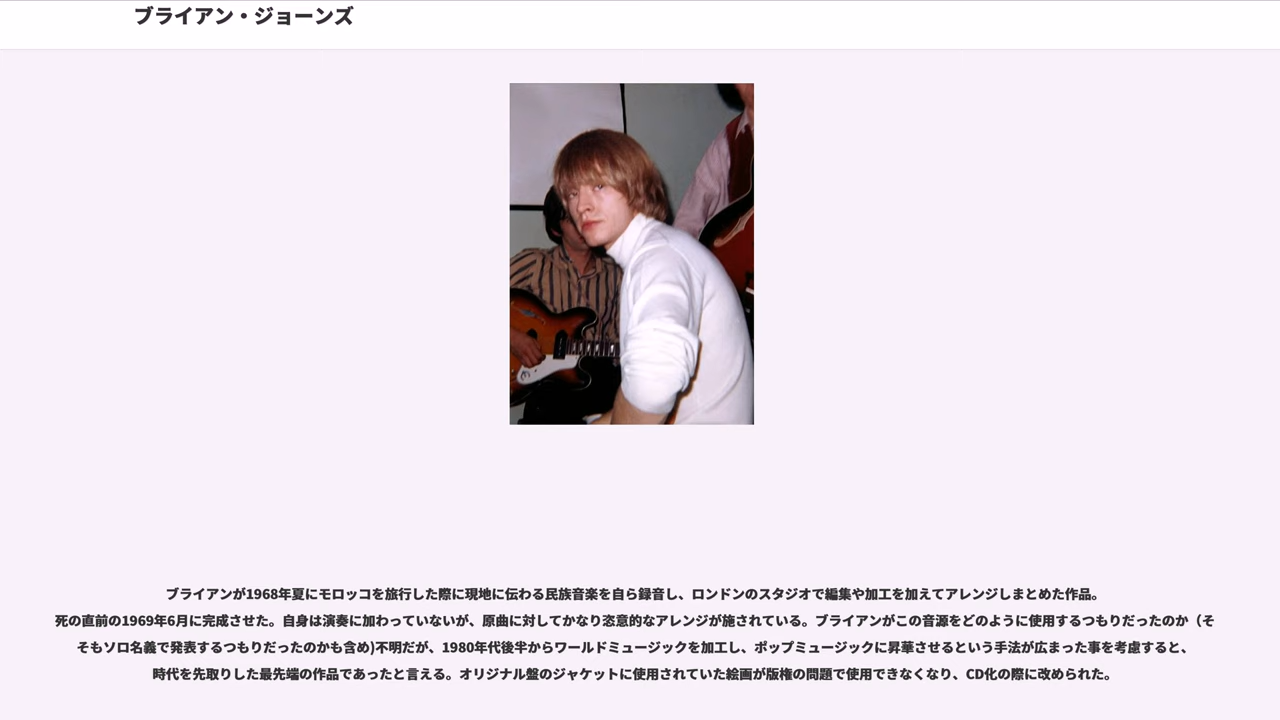 ブライアン・ジョーンズ
ブライアンが1968年夏にモロッコを旅行した際に現地に伝わる民族音楽を自ら録音し、ロンドンのスタジオで編集や加工を加えてアレンジしまとめた作品。
死の直前の1969年6月に完成させた。自身は演奏に加わっていないが、原曲に対してかなり恣意的なアレンジが施されている。ブライアンがこの音源をどのように使用するつもりだったのか（そ
そもソロ名義で発表するつもりだったのかも含め)不明だが、1980年代後半からワールドミュージックを加工し、ポップミュージックに昇華させるという手法が広まった事を考慮すると、
時代を先取りした最先端の作品であったと言える。オリジナル盤のジャケットに使用されていた絵画が版権の問題で使用できなくなり、CD化の際に改められた。